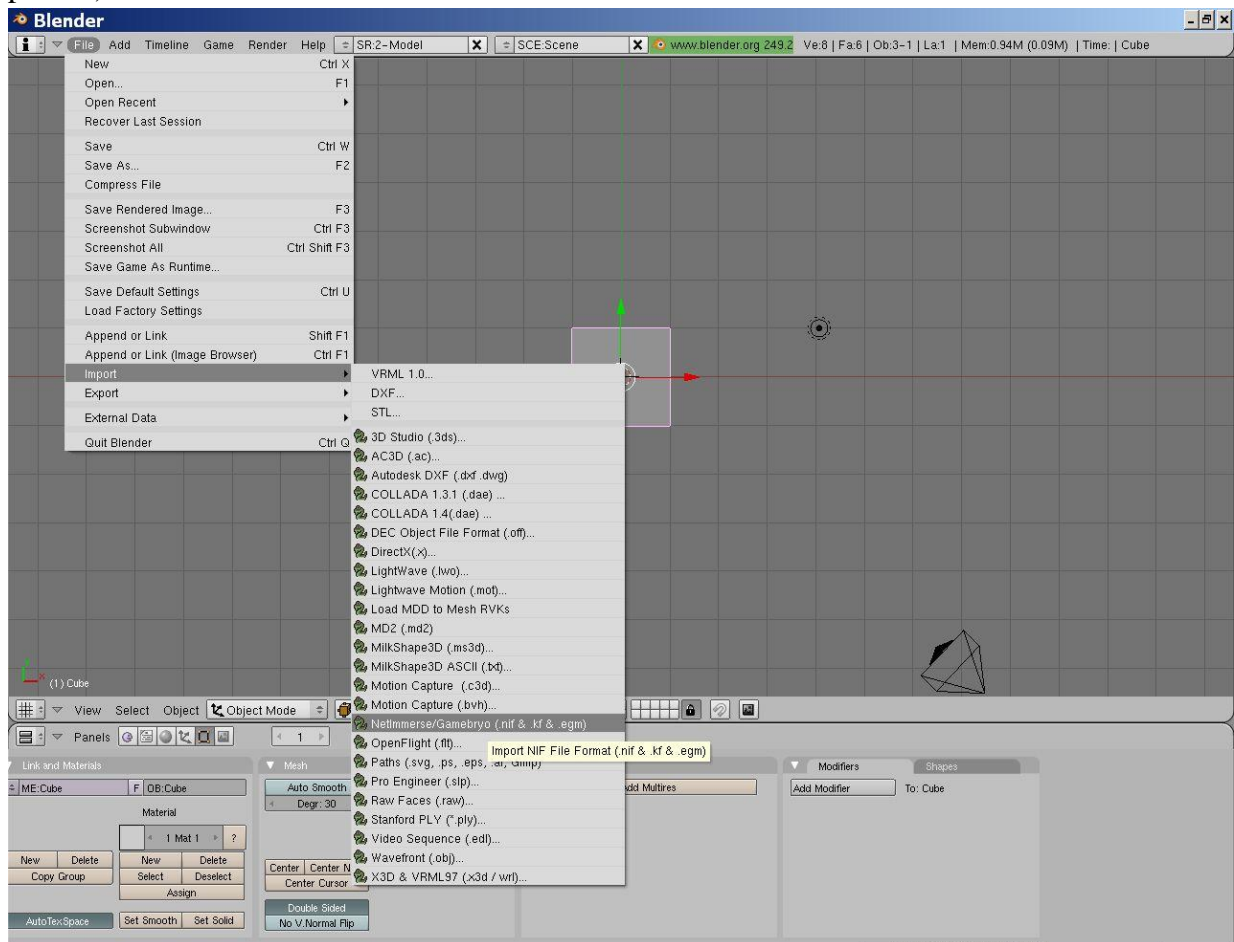 Blender
File Add Timeline Game Render Help SR:2-Model SCE:Scene www.blender.org 249.2 Ve:8 | Fa:6 | Ob:3-1 | La:1 | Mem:0.94M (0.09M) | Time: | Cube
New Ctrl X
Open... F1
Open Recent
Recover Last Session
Save Ctrl W
Save As... F2
Compress File
Save Rendered Image... F3
Screenshot Subwindow Ctrl F3
Screenshot All Ctrl Shift F3
Save Game As Runtime...
Save Default Settings Ctrl U
Load Factory Settings
Append or Link Shift F1
Append or Link (Image Browser) Ctrl F1
Import
Export
External Data
Quit Blender Ctrl Q
VRML 1.0...
DXF...
STL...
3D Studio (.3ds)...
AC3D (.ac)...
Autodesk DXF (.dxf .dwg)
COLLADA 1.3.1 (.dae) ...
COLLADA 1.4(.dae) ...
DEC Object File Format (.off)...
DirectX(.x)...
LightWave (.lwo)...
Lightwave Motion (.mot)...
Load MDD to Mesh RVKs
MD2 (.md2)
MilkShape3D (.ms3d)...
MilkShape3D ASCII (.txt)...
Motion Capture (.c3d)...
Motion Capture (.bvh)...
NetImmerse/Gamebryo (.nif & .kf & .egm)
OpenFlight (.flt)...
Import NIF File Format (.nif & .kf & .egm)
Paths (.svg, .ps, .eps, .ai, Gimp)
Pro Engineer (.slp)...
Raw Faces (.raw)...
Stanford PLY (*.ply)...
Video Sequence (.edl)...
Wavefront (.obj)...
X3D & VRML97 (.x3d / wrl)...
(1) Cube
View Select Object Object Mode
Panels 1
Link and Materials
ME:Cube F OB:Cube
Material
1 Mat 1 ?
New Delete New Delete
Copy Group Select Deselect
Assign
AutoTexSpace Set Smooth Set Solid
Mesh
Auto Smooth
Degr: 30
Center Center N
Center Cursor
Double Sided
No V.Normal Flip
dd Multires
Modifiers Shapes
Add Modifier To: Cube